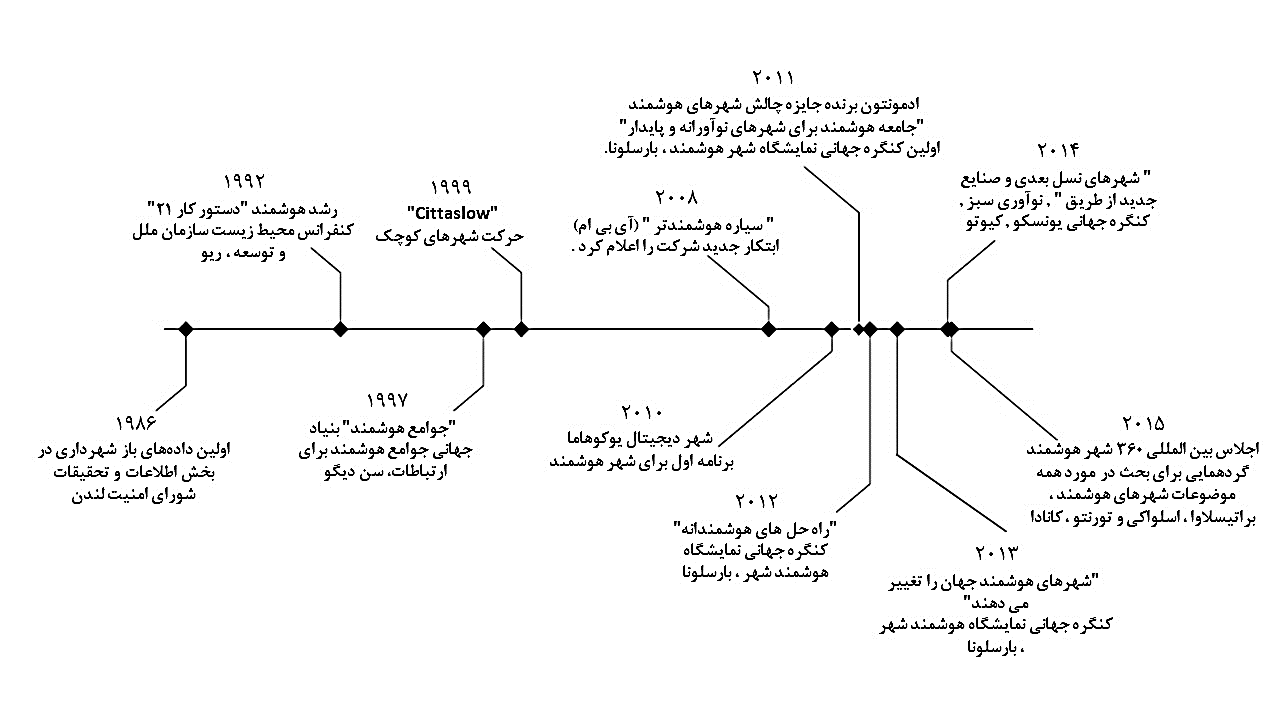 ۱۹۸۶
اولین داده‌های باز شهرداری در
بخش اطلاعات و تحقیقات
شورای امنیت لندن
۱۹۹۲
رشد هوشمند "دستور کار 21"
کنفرانس محیط زیست سازمان ملل
و توسعه ، ریو
۱۹۹۷
"جوامع هوشمند" بنیاد
جهانی جوامع هوشمند برای
ارتباطات، سن دیگو
۱۹۹۹
"Cittaslow"
حرکت شهرهای کوچک
۲۰۰۸
" سیاره هوشمندتر " (آی بی ام)
ابتکار جدید شرکت را اعلام کرد .
۲۰۱۰
شهر دیجیتال یوکوهاما
برنامه اول برای شهر هوشمند
۲۰۱۱
ادمونتون برنده جایزه چالش شهرهای هوشمند
"جامعه هوشمند برای شهرهای نوآورانه و پایدار"
اولین کنگره جهانی نمایشگاه شهر هوشمند ، بارسلونا.
۲۰۱۲
"راه حل های هوشمندانه"
کنگره جهانی نمایشگاه
هوشمند شهر ، بارسلونا
۲۰۱۳
"شهرهای هوشمند جهان را تغییر
می دهند"
کنگره جهانی نمایشگاه هوشمند شهر
، بارسلونا
۲۰۱۴
" شهرهای نسل بعدی و صنایع
جدید از طریق " , نوآوری سبز ,
کنگره جهانی یونسکو , کیوتو
۲۰۱۵
اجلاس بین المللی ۳۶۰ شهر هوشمند
گردهمایی برای بحث در مورد همه
موضوعات شهرهای هوشمند ،
براتیسلاوا ، اسلواکی و تورنتو ، کانادا